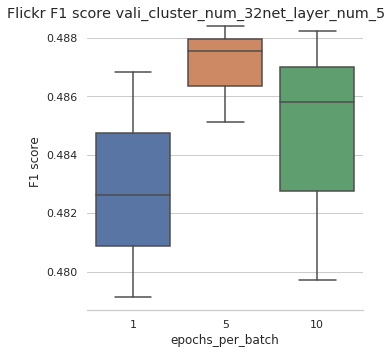 Flickr F1 score vali_cluster_num_32net_layer_num_5
0.488
0.486
0.484
0.482
0.480
F1 score
1 5 10
epochs_per_batch